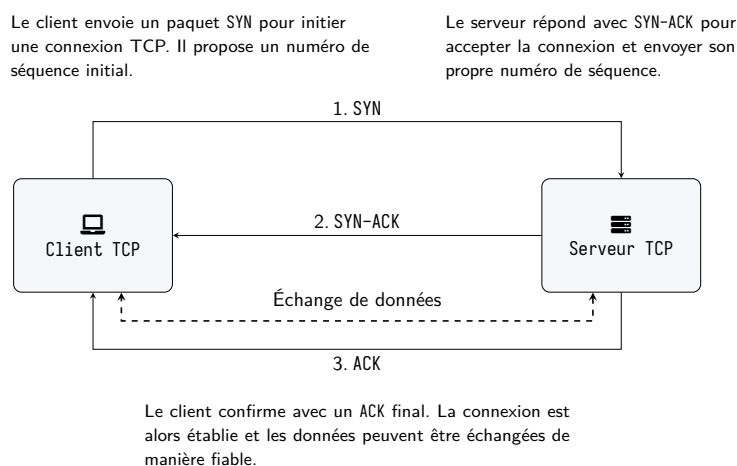 Le client envoie un paquet SYN pour initier
une connexion TCP. Il propose un numéro de
séquence initial.
Le serveur répond avec SYN-ACK pour
accepter la connexion et envoyer son
propre numéro de séquence.
1. SYN
Client TCP
2. SYN-ACK
Serveur TCP
Échange de données
3. ACK
Le client confirme avec un ACK final. La connexion est
alors établie et les données peuvent être échangées de
manière fiable.